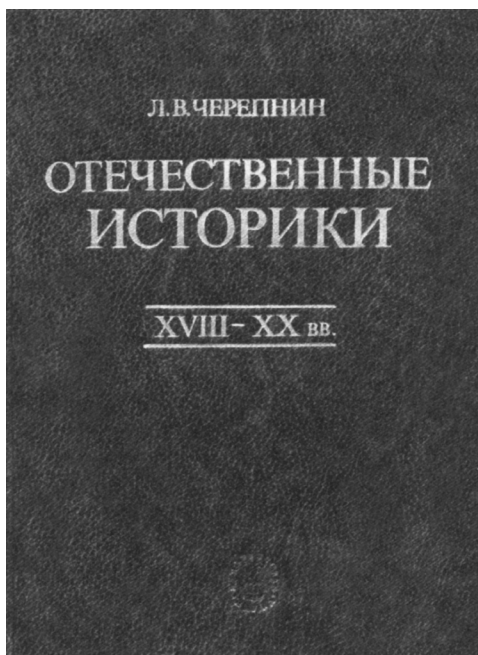 Л. В. ЧЕРЕПНИН
ОТЕЧЕСТВЕННЫЕ
ИСТОРИКИ
XVIII – XX вв.